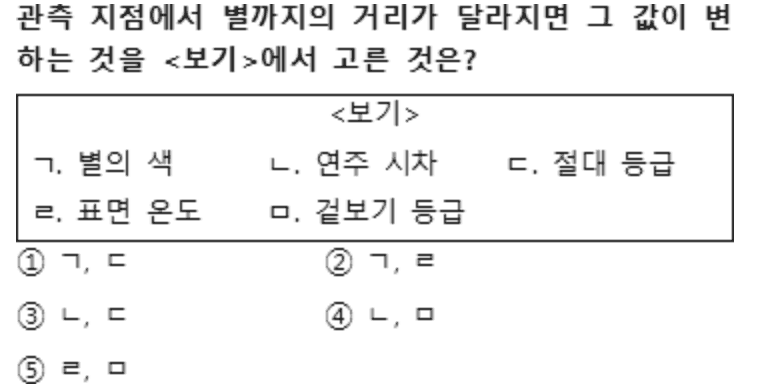 관측 지점에서 별까지의 거리가 달라지면 그 값이 변
하는 것을 <보기>에서 고른 것은?
<보기>
ㄱ. 별의 색 ㄴ. 연주 시차 ㄷ. 절대 등급
ㄹ. 표면 온도 ㅁ. 겉보기 등급
① ㄱ, ㄷ ② ㄱ, ㄹ
③ ㄴ, ㄷ ④ ㄴ, ㅁ
⑤ ㄹ, ㅁ